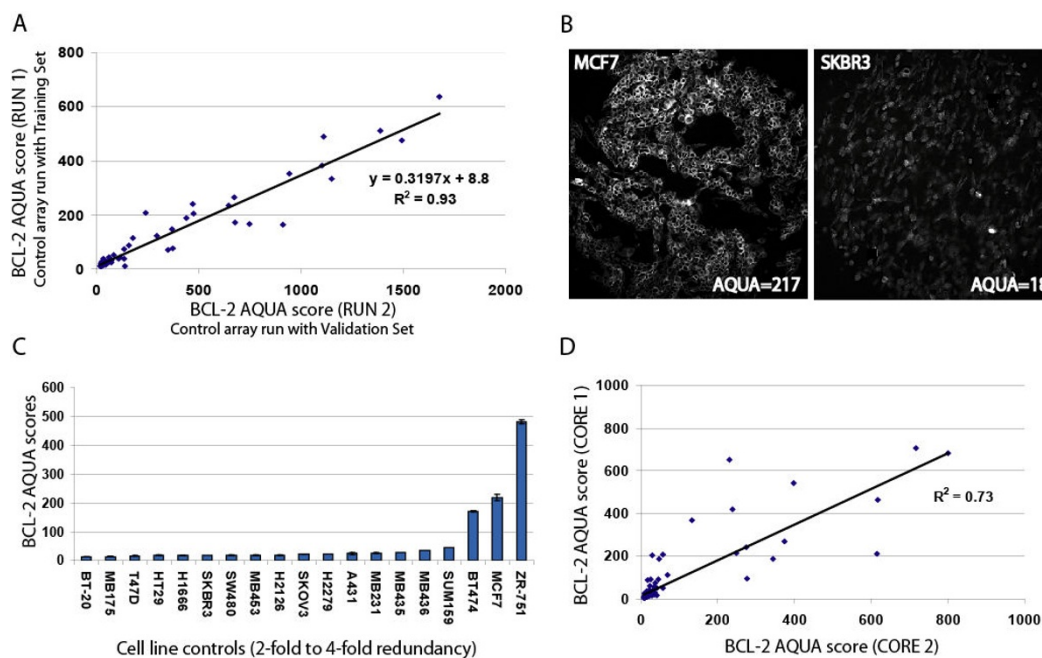 A
BCL-2 AQUA score (RUN 1)
Control array run with Training Set
800
600
400
200
0
y = 0.3197x + 8.8
R² = 0.93
0 500 1000 1500 2000
BCL-2 AQUA score (RUN 2)
Control array run with Validation Set
B
MCF7
AQUA=217
SKBR3
AQUA=18
C
BCL-2 AQUA scores
600
500
400
300
200
100
0
BT-20
MB175
T47D
HT29
H1666
SKBR3
SW480
MB453
H2126
SKOV3
H2279
A431
MB231
MB435
MB436
SUM159
BT474
MCF7
ZR-751
Cell line controls (2-fold to 4-fold redundancy)
D
BCL-2 AQUA score (CORE 1)
1000
800
600
400
200
0
R² = 0.73
0 200 400 600 800 1000
BCL-2 AQUA score (CORE 2)